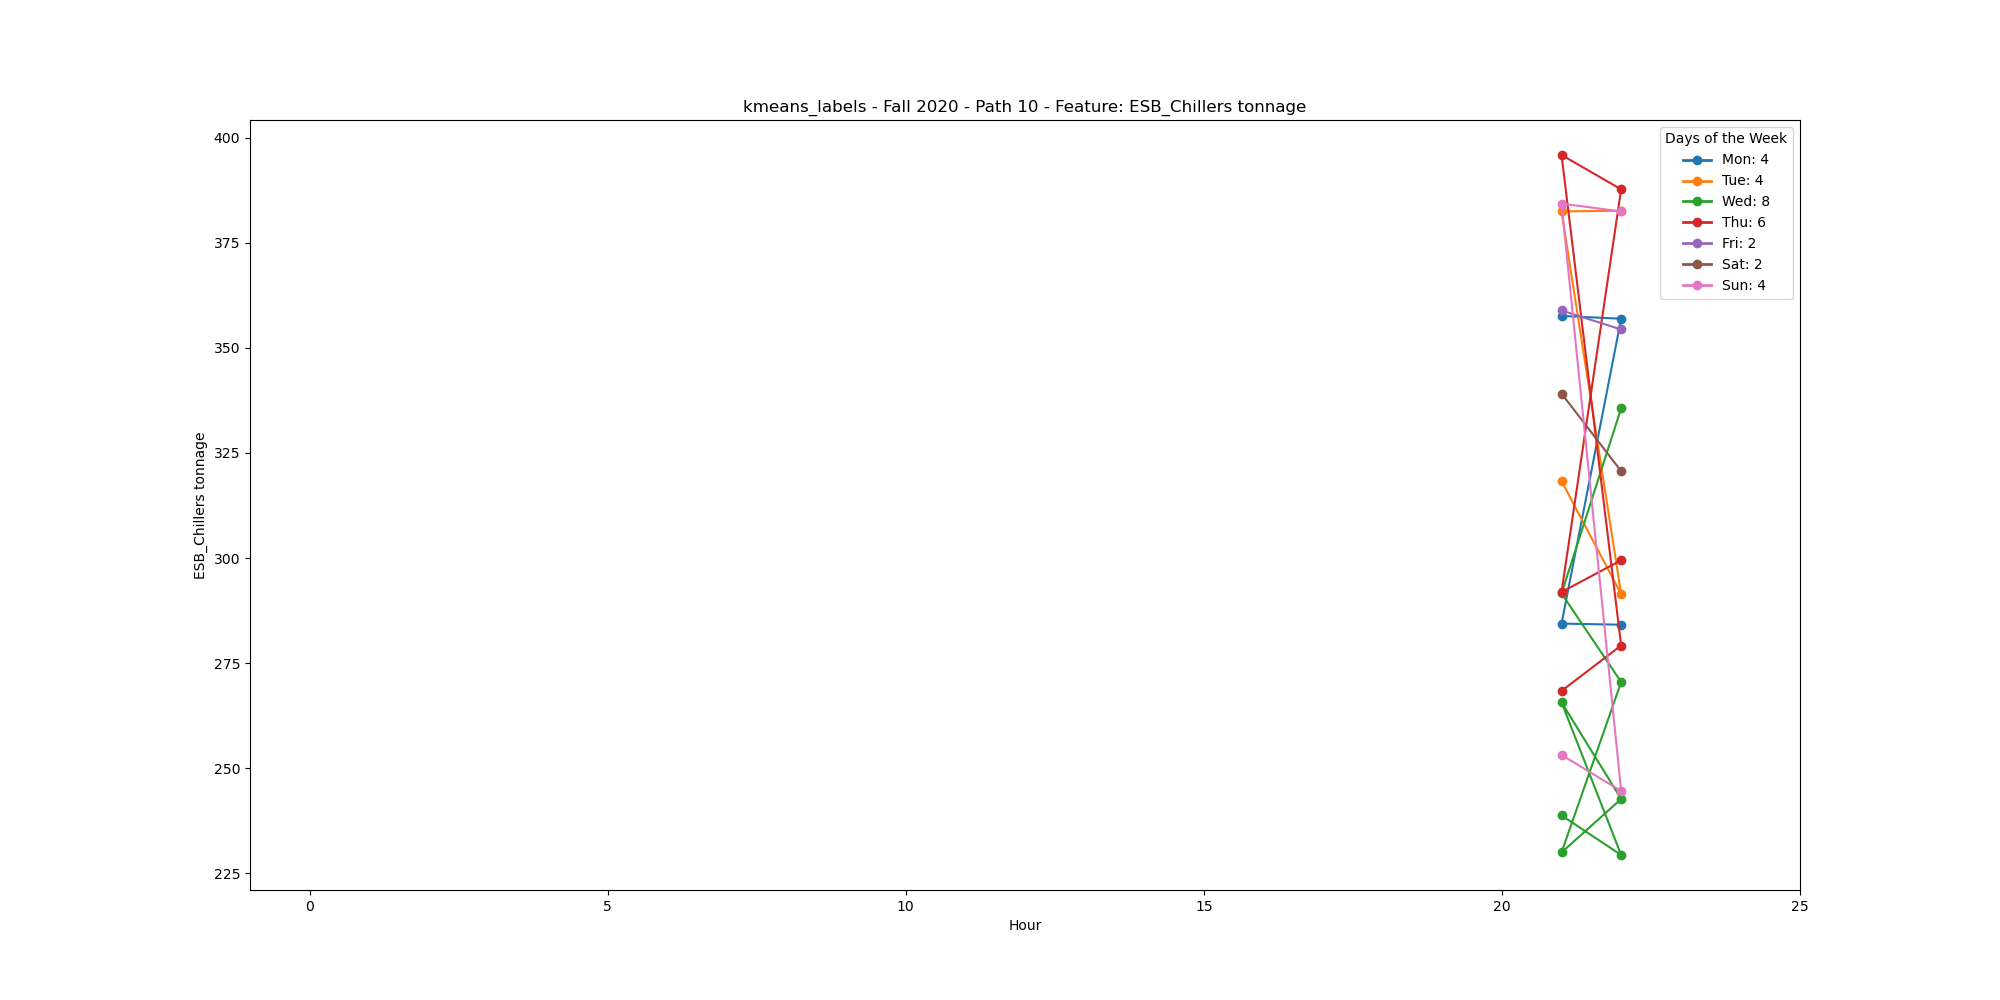 kmeans_labels - Fall 2020 - Path 10 - Feature: ESB_Chillers tonnage
Days of the Week
Mon: 4
Tue: 4
Wed: 8
Thu: 6
Fri: 2
Sat: 2
Sun: 4
ESB_Chillers tonnage
400
375
350
325
300
275
250
225
0 5 10 15 20 25
Hour